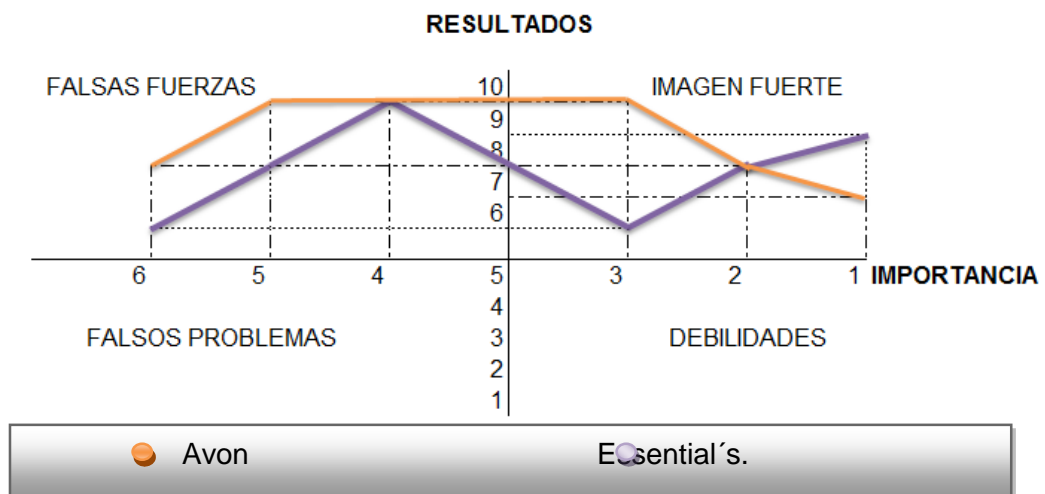 RESULTADOS
FALSAS FUERZAS
10
IMAGEN FUERTE
9
8
7
6
6 5 4 5 3 2 1 IMPORTANCIA
4
FALSOS PROBLEMAS
3
DEBILIDADES
2
1
Avon
Essential´s.